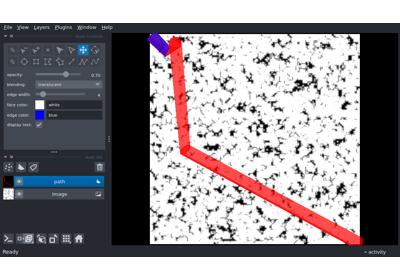 File View Layers Plugins Window Help
opacity: 0.70
blending: translucent
edge width: 4
face color: white
edge color: blue
display text:
path
Image
Ready
activity